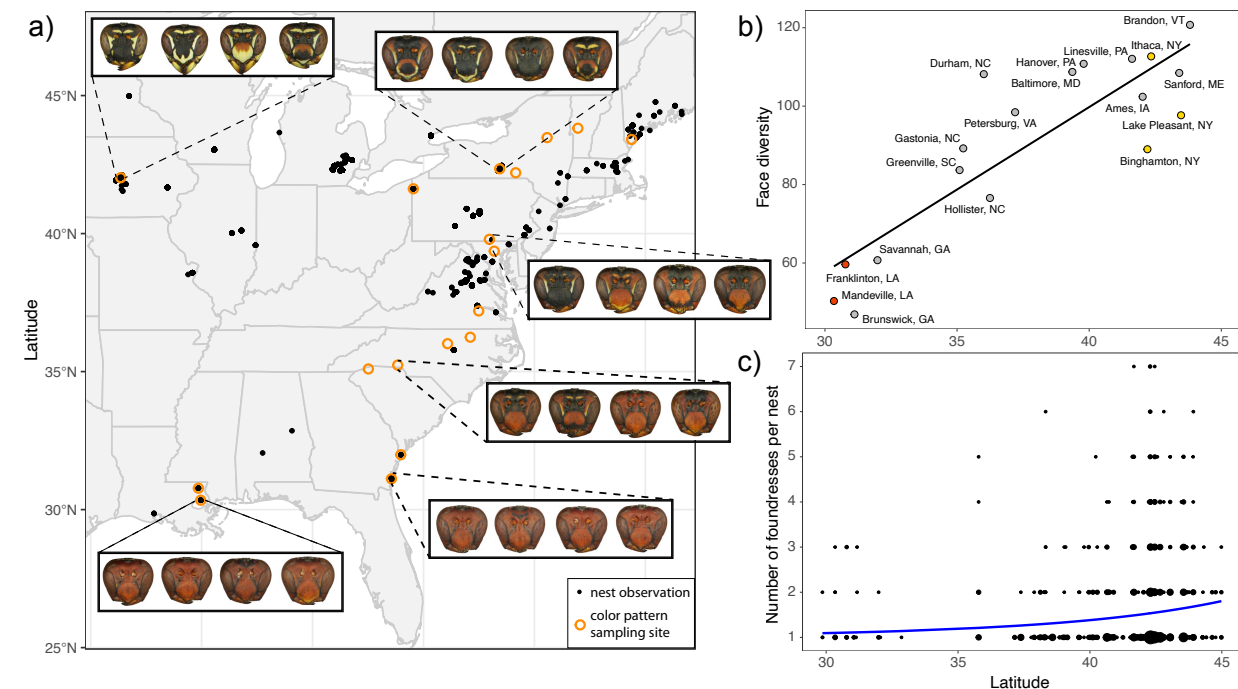 a)
45°N
40°N
35°N
30°N
25°N
Latitude
nest observation
color pattern
sampling site
b)
Face diversity
120
100
80
60
Brandon, VT
Linesville, PA
Ithaca, NY
Durham, NC
Hanover, PA
Baltimore, MD
Sanford, ME
Ames, IA
Petersburg, VA
Lake Pleasant, NY
Gastonia, NC
Binghamton, NY
Greenville, SC
Hollister, NC
Savannah, GA
Franklinton, LA
Mandeville, LA
Brunswick, GA
30
35
40
45
c)
Number of foundresses per nest
7
6
5
4
3
2
1
30
35
40
45
Latitude